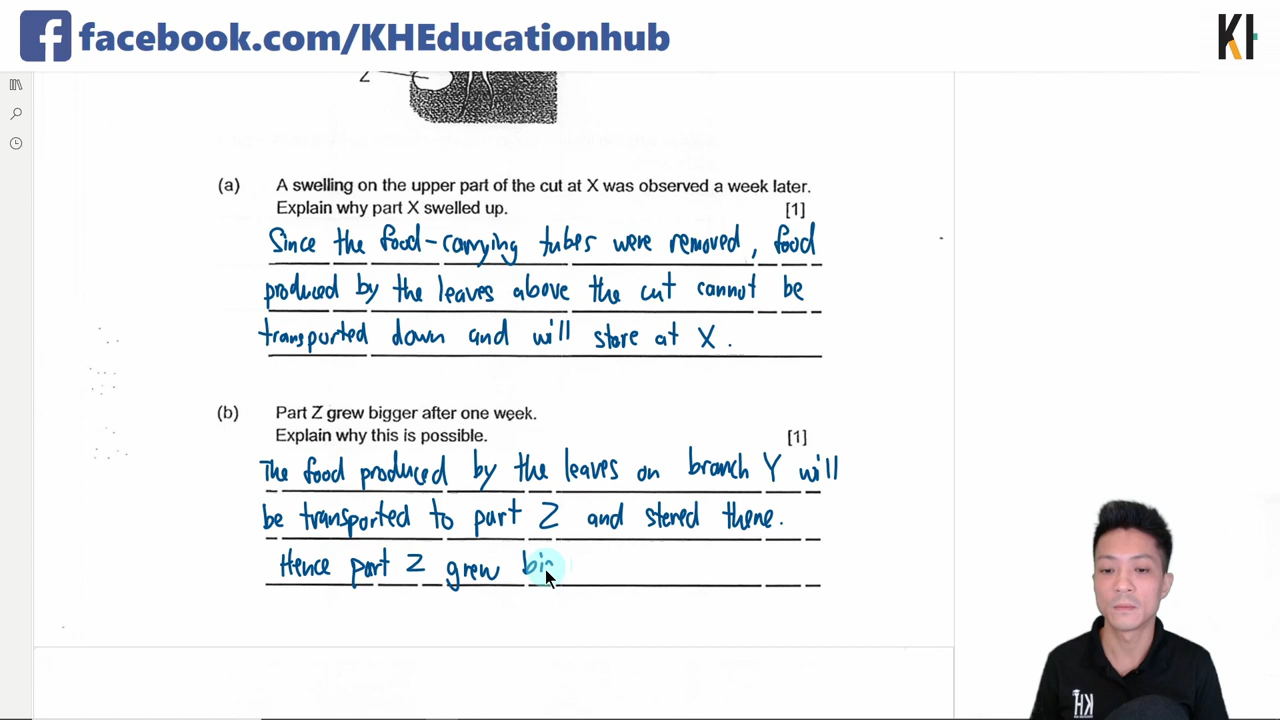 facebook.com/KHEducationhub
KH
Z
(a) A swelling on the upper part of the cut at X was observed a week later.
Explain why part X swelled up. [1]
Since the food-carrying tubes were removed, food
produced by the leaves above the cut cannot be
transported down and will store at X.
(b) Part Z grew bigger after one week.
Explain why this is possible. [1]
The food produced by the leaves on branch Y will
be transported to part Z and stored there.
Hence part Z grew bi
KH